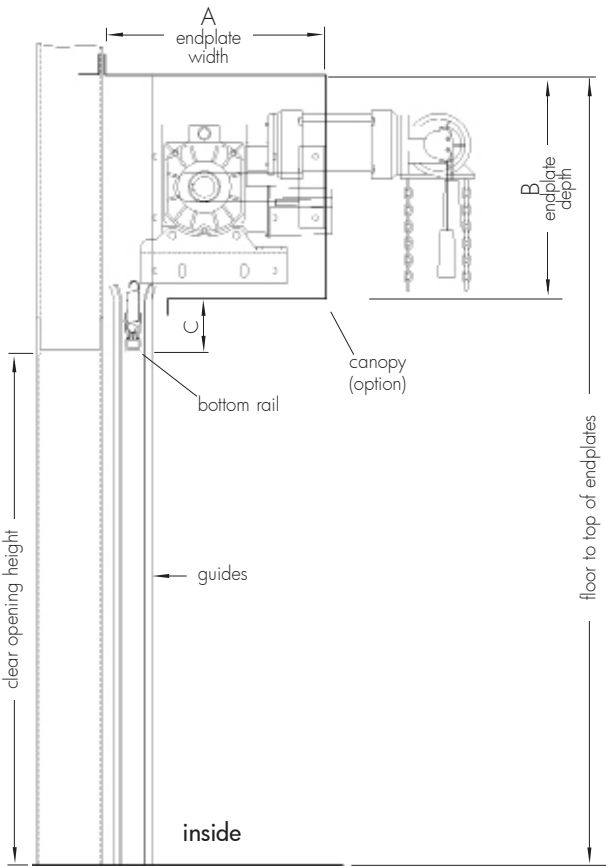 A
endplate
width
B
endplate
depth
C
canopy
(option)
bottom rail
guides
clear opening height
floor to top of endplates
inside